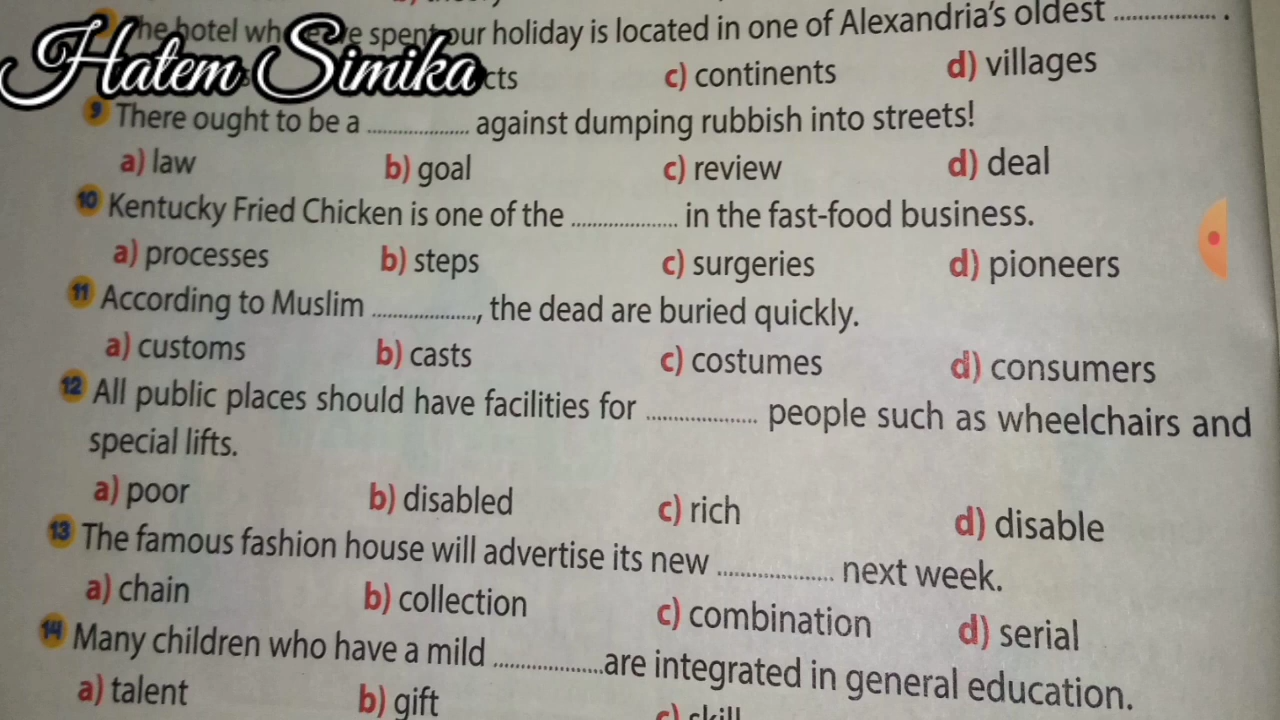 The hotel where we spent our holiday is located in one of Alexandria's oldest .................. .
Hatem Simika
cts c) continents d) villages
9 There ought to be a .................. against dumping rubbish into streets!
a) law b) goal c) review d) deal
10 Kentucky Fried Chicken is one of the .................. in the fast-food business.
a) processes b) steps c) surgeries d) pioneers
11 According to Muslim .................., the dead are buried quickly.
a) customs b) casts c) costumes d) consumers
12 All public places should have facilities for .................. people such as wheelchairs and
special lifts.
a) poor b) disabled c) rich d) disable
13 The famous fashion house will advertise its new .................. next week.
a) chain b) collection c) combination d) serial
14 Many children who have a mild ..................are integrated in general education.
a) talent b) gift c) skill